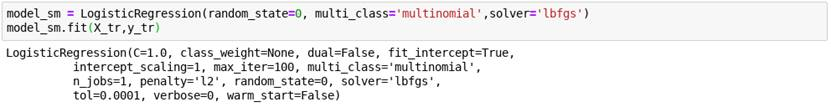 model_sm = LogisticRegression(random_state=0, multi_class='multinomial',solver='lbfgs')
model_sm.fit(X_tr,y_tr)
LogisticRegression(C=1.0, class_weight=None, dual=False, fit_intercept=True,
intercept_scaling=1, max_iter=100, multi_class='multinomial',
n_jobs=1, penalty='l2', random_state=0, solver='lbfgs',
tol=0.0001, verbose=0, warm_start=False)